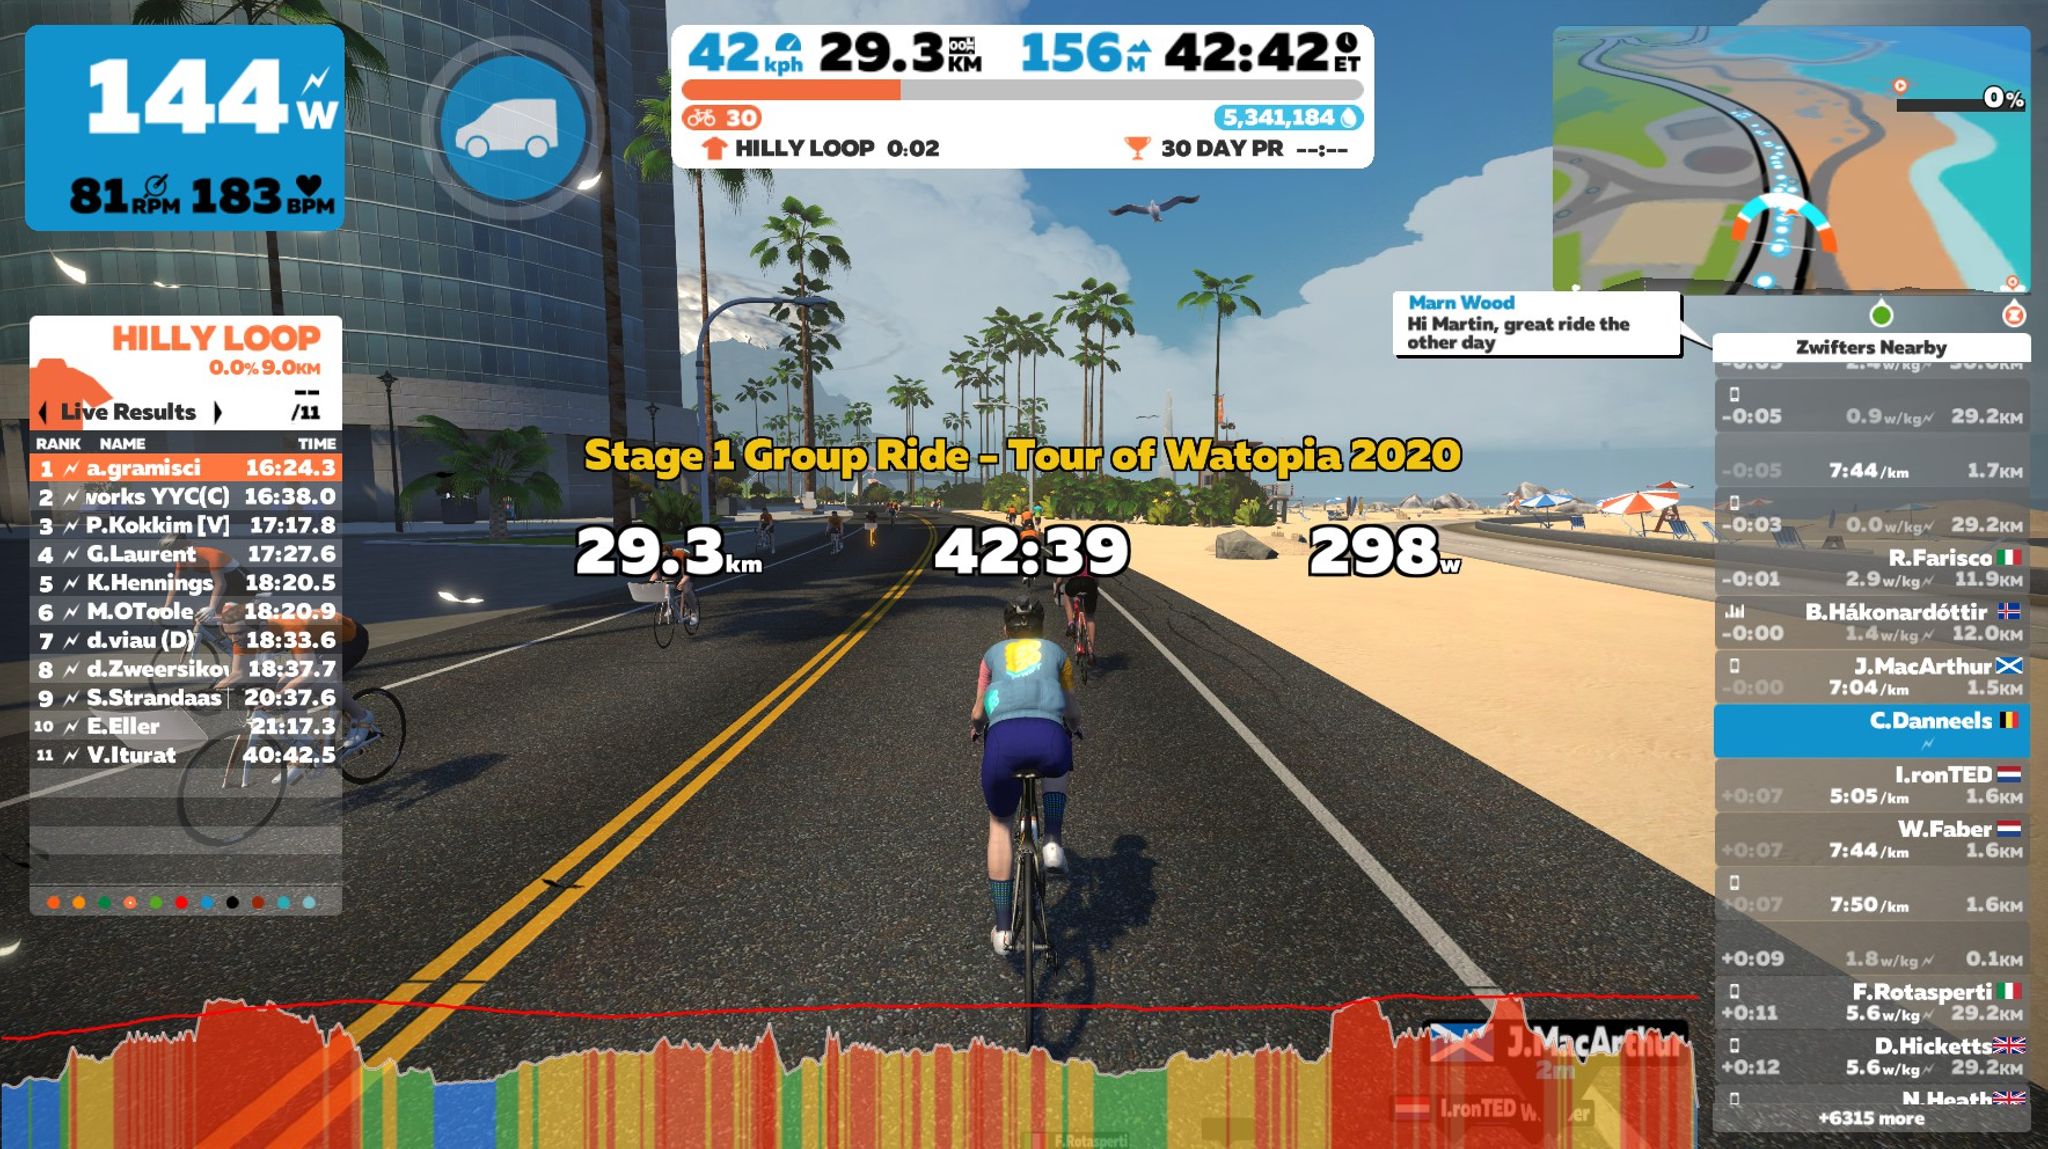 144 W
81 RPM 183 BPM
42 kph 29.3 KM 156 M 42:42 ET
30 5,341,184
HILLY LOOP 0:02 30 DAY PR --:--
0%
Marn Wood
Hi Martin, great ride the
other day
HILLY LOOP
0.0% 9.0KM
--
Live Results /11
RANK NAME TIME
1 a.gramisci 16:24.3
2 works YYC(C) 16:38.0
3 P.Kokkim [V] 17:17.8
4 G.Laurent 17:27.6
5 K.Hennings 18:20.5
6 M.OToole 18:20.9
7 d.viau (D) 18:33.6
8 d.Zweersikov 18:37.7
9 S.Strandaas 20:37.6
10 E.Eller 21:17.3
11 V.Iturat 40:42.5
Stage 1 Group Ride - Tour of Watopia 2020
29.3km 42:39 298w
Zwifters Nearby
-0:05 0.9w/kg 29.2KM
-0:05 7:44/km 1.7KM
-0:03 0.0w/kg 29.2KM
R.Farisco
-0:01 2.9w/kg 11.9KM
B.Hákonardóttir
-0:00 1.4w/kg 12.0KM
J.MacArthur
-0:00 7:04/km 1.5KM
C.Danneels
I.ronTED
+0:07 5:05/km 1.6KM
W.Faber
+0:07 7:44/km 1.6KM
+0:07 7:50/km 1.6KM
+0:09 1.8w/kg 0.1KM
F.Rotasperti
+0:11 5.6w/kg 29.2KM
D.Hicketts
+0:12 5.6w/kg 29.2KM
N.Heath
+6315 more
J.MacArthur
2m
I.ronTED
F.Rotasperti